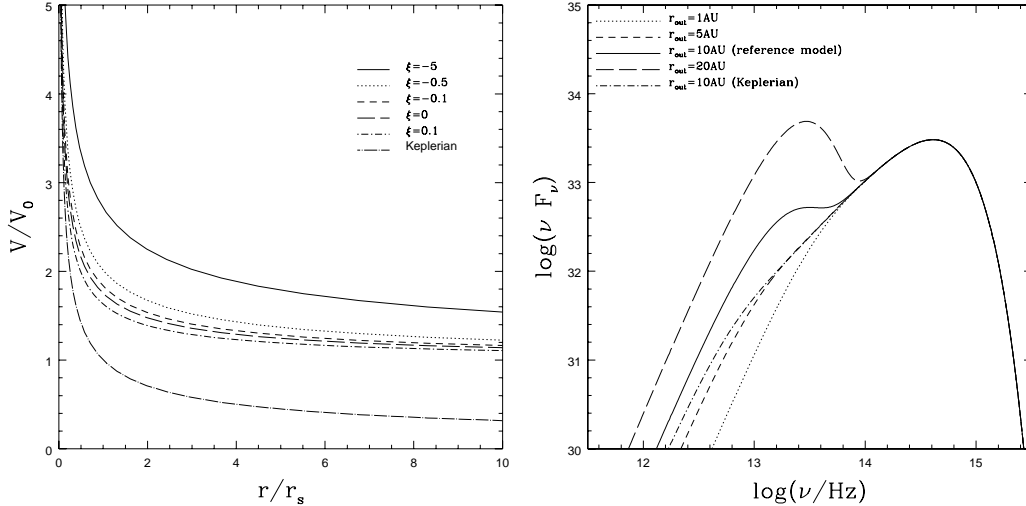 5
4
3
2
1
0
V/V0
0
2
4
6
8
10
r/rs
ξ=−5
ξ=−0.5
ξ=−0.1
ξ=0
ξ=0.1
Keplerian
35
34
33
32
31
30
log(ν Fν)
12
13
14
15
log(ν/Hz)
rout=1AU
rout=5AU
rout=10AU (reference model)
rout=20AU
rout=10AU (Keplerian)